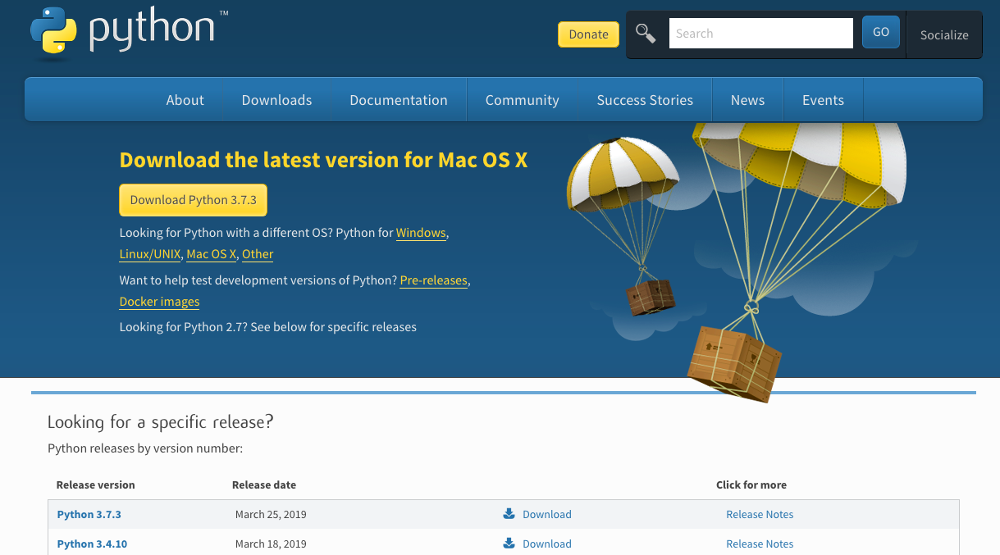 python™
Donate
Search
GO
Socialize
About Downloads Documentation Community Success Stories News Events
Download the latest version for Mac OS X
Download Python 3.7.3
Looking for Python with a different OS? Python for Windows,
Linux/UNIX, Mac OS X, Other
Want to help test development versions of Python? Pre-releases,
Docker images
Looking for Python 2.7? See below for specific releases
Looking for a specific release?
Python releases by version number:
Release version Release date Click for more
Python 3.7.3 March 25, 2019 Download Release Notes
Python 3.4.10 March 18, 2019 Download Release Notes